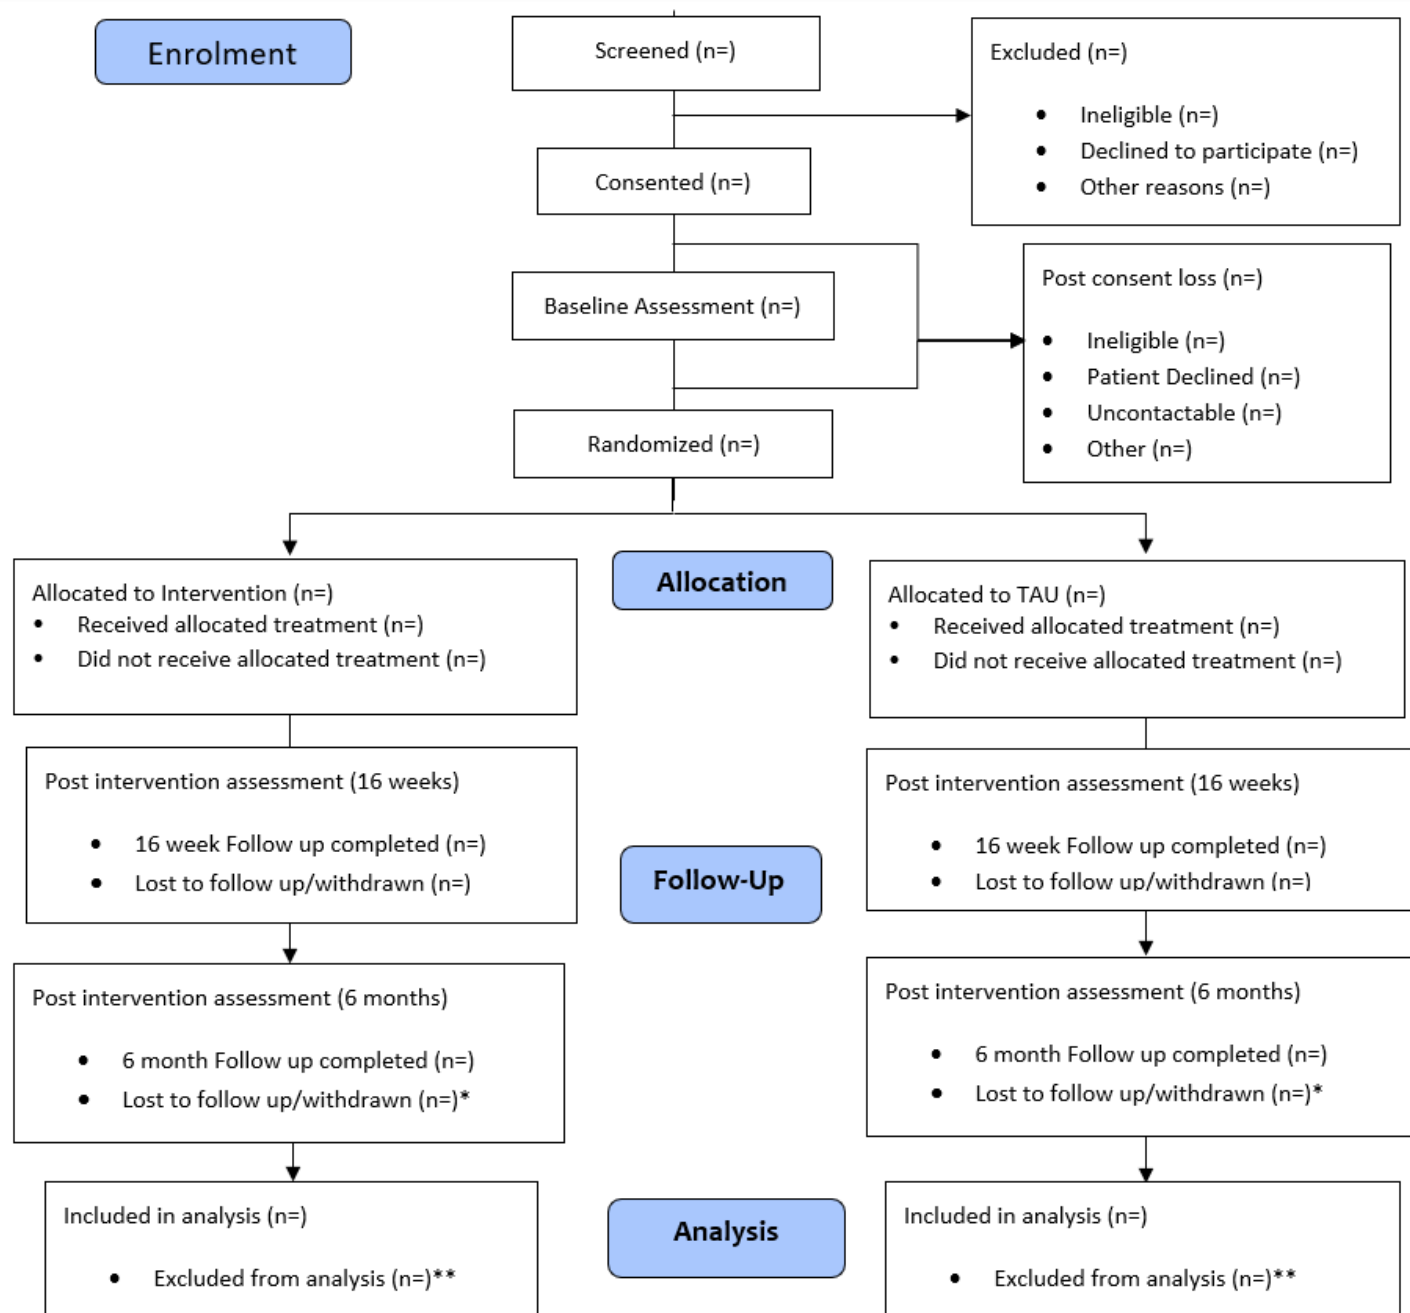 Enrolment
Screened (n=)
Excluded (n=)
• Ineligible (n=)
• Declined to participate (n=)
• Other reasons (n=)
Consented (n=)
Baseline Assessment (n=)
Post consent loss (n=)
• Ineligible (n=)
• Patient Declined (n=)
• Uncontactable (n=)
• Other (n=)
Randomized (n=)
Allocation
Allocated to Intervention (n=)
• Received allocated treatment (n=)
• Did not receive allocated treatment (n=)
Allocated to TAU (n=)
• Received allocated treatment (n=)
• Did not receive allocated treatment (n=)
Follow-Up
Post intervention assessment (16 weeks)
• 16 week Follow up completed (n=)
• Lost to follow up/withdrawn (n=)
Post intervention assessment (16 weeks)
• 16 week Follow up completed (n=)
• Lost to follow up/withdrawn (n=)
Post intervention assessment (6 months)
• 6 month Follow up completed (n=)
• Lost to follow up/withdrawn (n=)*
Post intervention assessment (6 months)
• 6 month Follow up completed (n=)
• Lost to follow up/withdrawn (n=)*
Analysis
Included in analysis (n=)
• Excluded from analysis (n=)**
Included in analysis (n=)
• Excluded from analysis (n=)**